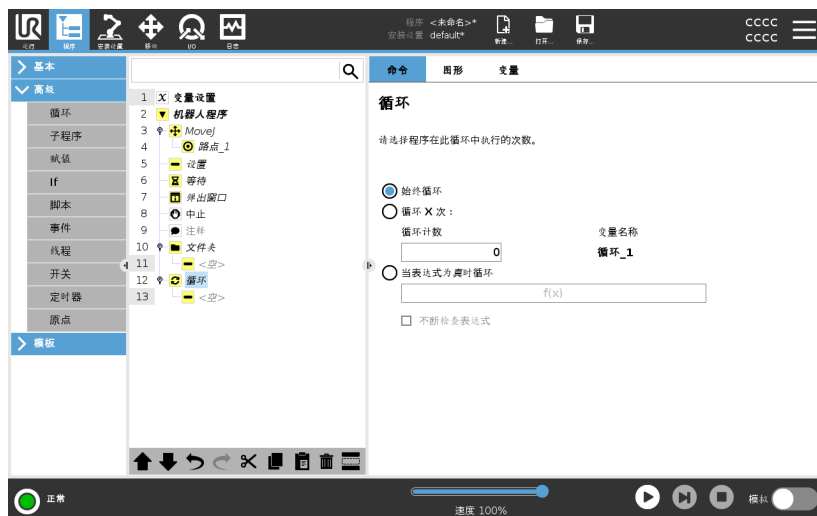 程序 <未命名>*
安装设置 default*
运行 程序 安装设置 移动 I/O 日志 新建... 打开... 保存...
cccc
cccc
基本
高级
循环
子程序
赋值
If
脚本
事件
线程
开关
定时器
原点
模板
1 X 变量设置
2 机器人程序
3 MoveJ
4 路点_1
5 设置
6 等待
7 弹出窗口
8 中止
9 注释
10 文件夹
11 <空>
12 循环
13 <空>
命令 图形 变量
循环
请选择程序在此循环中执行的次数。
始终循环
循环 X 次：
循环计数 变量名称
0 循环_1
当表达式为真时循环
f(x)
不断检查表达式
正常
速度 100%
模拟